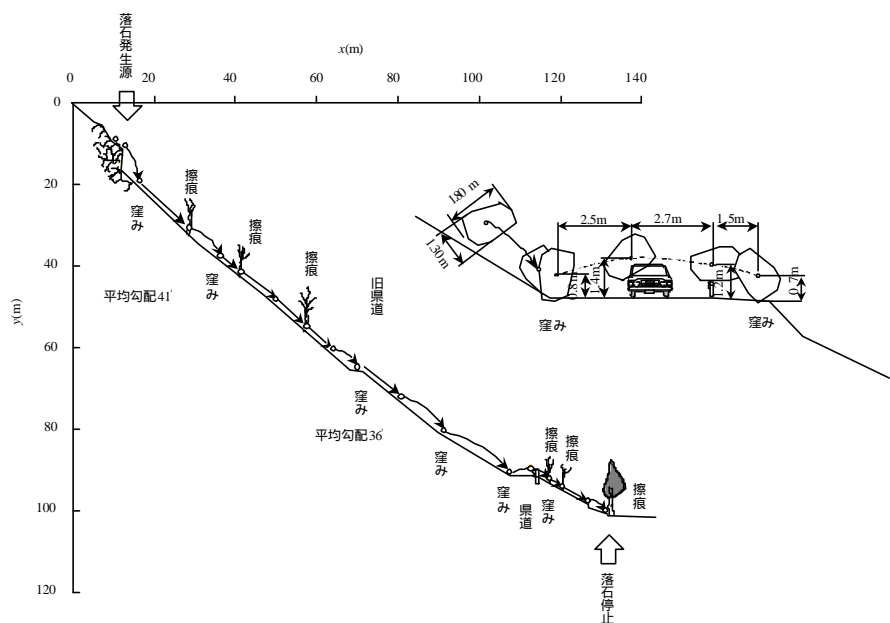 落石発生源
x(m)
0 20 40 60 80 100 120 140
0
20
40
60
80
100
120
y(m)
擦痕
窪み
擦痕
窪み
擦痕
平均勾配41°
旧県道
窪み
平均勾配36°
窪み
擦痕
擦痕
窪み
県道
窪み
擦痕
落石停止
1.80 m
1.30 m
2.5m
2.7m
1.5m
0.8m
1.4m
1.2m
0.7m
窪み
窪み